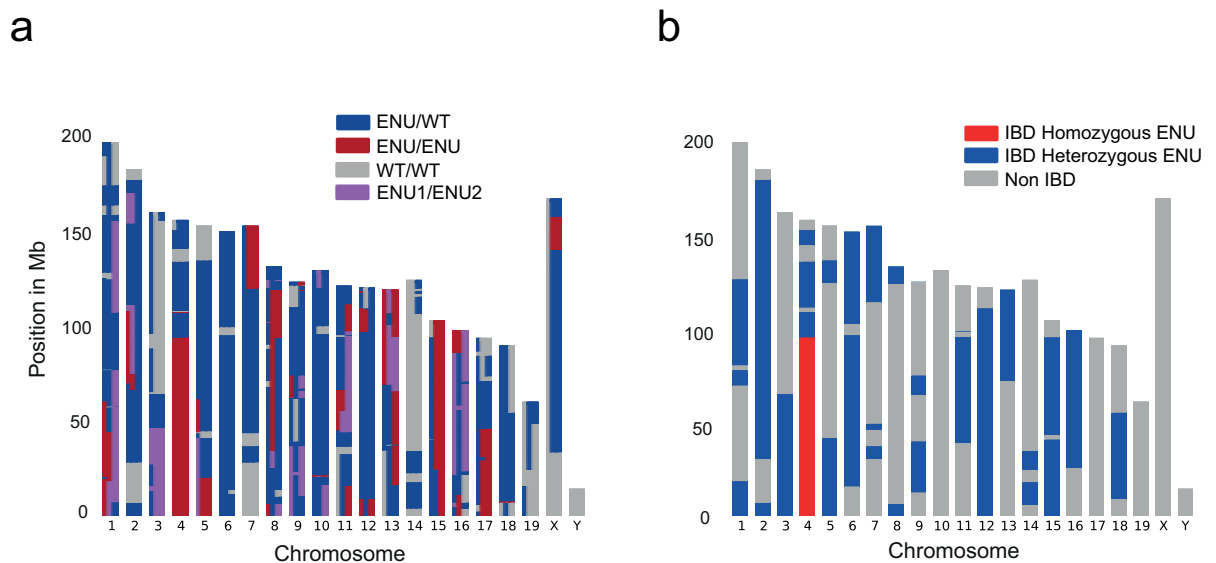 a
ENU/WT
ENU/ENU
WT/WT
ENU1/ENU2
Position in Mb
200
150
100
50
0
1 2 3 4 5 6 7 8 9 10 11 12 13 14 15 16 17 18 19 X Y
Chromosome
b
IBD Homozygous ENU
IBD Heterozygous ENU
Non IBD
200
150
100
50
0
1 2 3 4 5 6 7 8 9 10 11 12 13 14 15 16 17 18 19 X Y
Chromosome